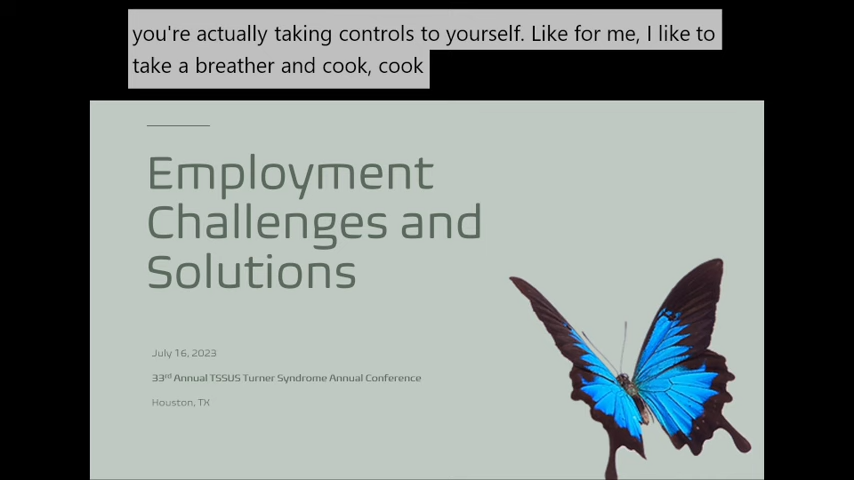 you're actually taking controls to yourself. Like for me, I like to
take a breather and cook, cook
Employment
Challenges and
Solutions
July 16, 2023
33rd Annual TSSUS Turner Syndrome Annual Conference
Houston, TX